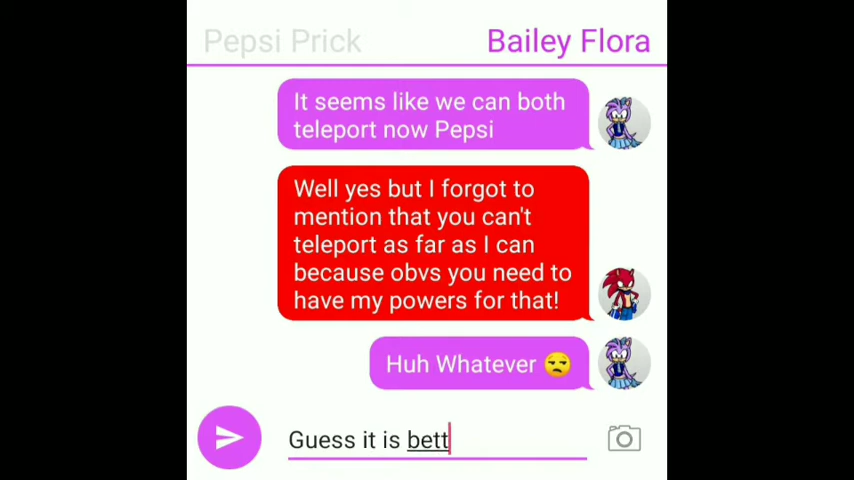 Pepsi Prick Bailey Flora
It seems like we can both
teleport now Pepsi
Well yes but I forgot to
mention that you can't
teleport as far as I can
because obvs you need to
have my powers for that!
Huh Whatever 😒
Guess it is bett